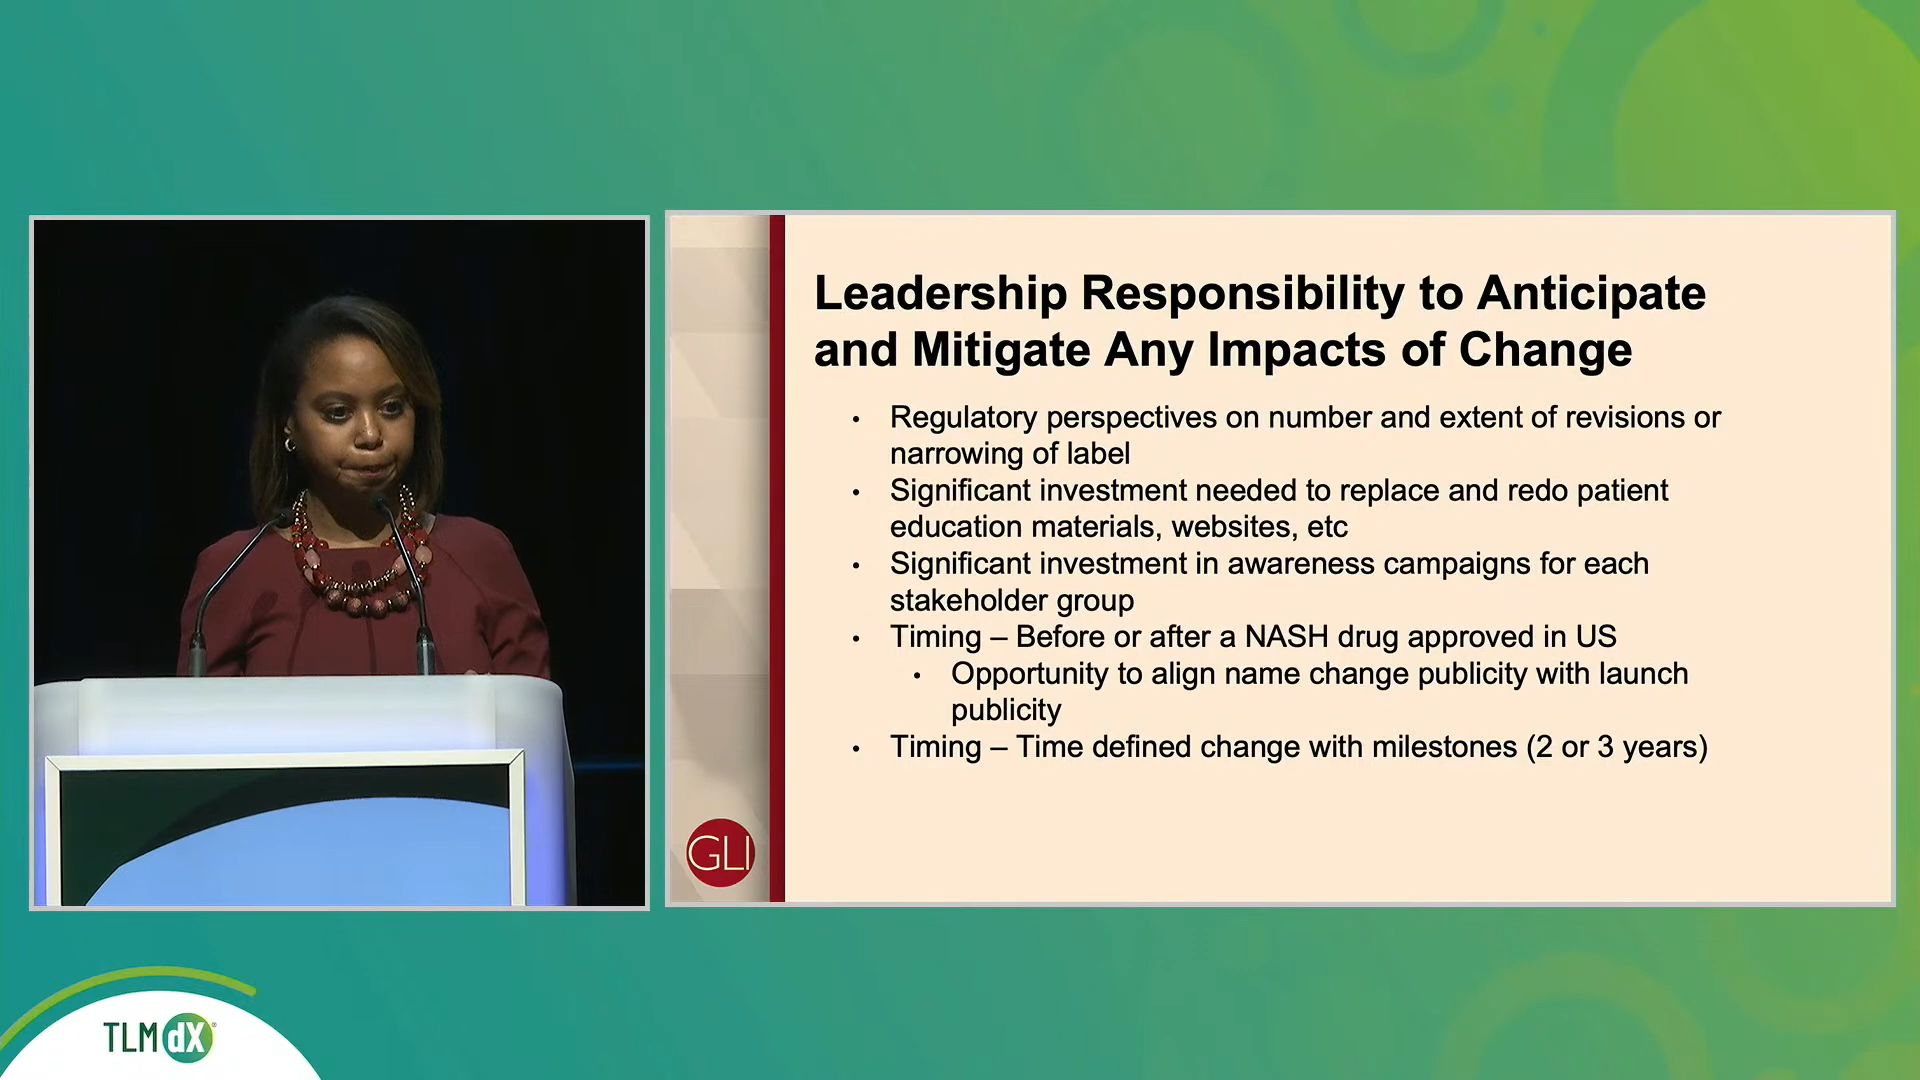 Leadership Responsibility to Anticipate
and Mitigate Any Impacts of Change
• Regulatory perspectives on number and extent of revisions or
narrowing of label
• Significant investment needed to replace and redo patient
education materials, websites, etc
• Significant investment in awareness campaigns for each
stakeholder group
• Timing – Before or after a NASH drug approved in US
• Opportunity to align name change publicity with launch
publicity
• Timing – Time defined change with milestones (2 or 3 years)
GLI
TLMdX®